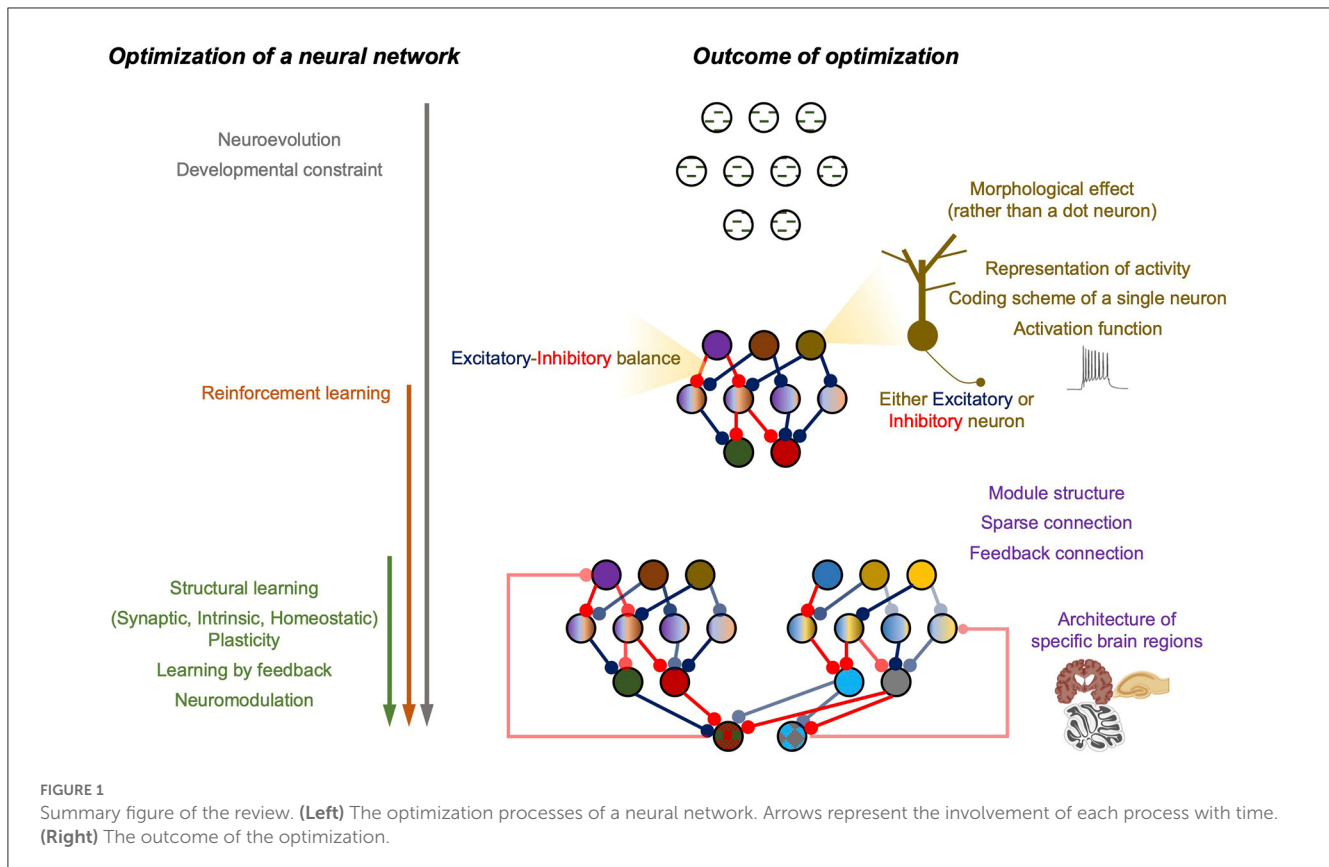 Optimization of a neural network
Outcome of optimization
Neuroevolution
Developmental constraint
Morphological effect
(rather than a dot neuron)
Representation of activity
Coding scheme of a single neuron
Activation function
Excitatory-Inhibitory balance
Reinforcement learning
Either Excitatory or
Inhibitory neuron
Module structure
Sparse connection
Feedback connection
Structural learning
(Synaptic, Intrinsic, Homeostatic)
Plasticity
Learning by feedback
Neuromodulation
Architecture of
specific brain regions
FIGURE 1
Summary figure of the review. (Left) The optimization processes of a neural network. Arrows represent the involvement of each process with time.
(Right) The outcome of the optimization.